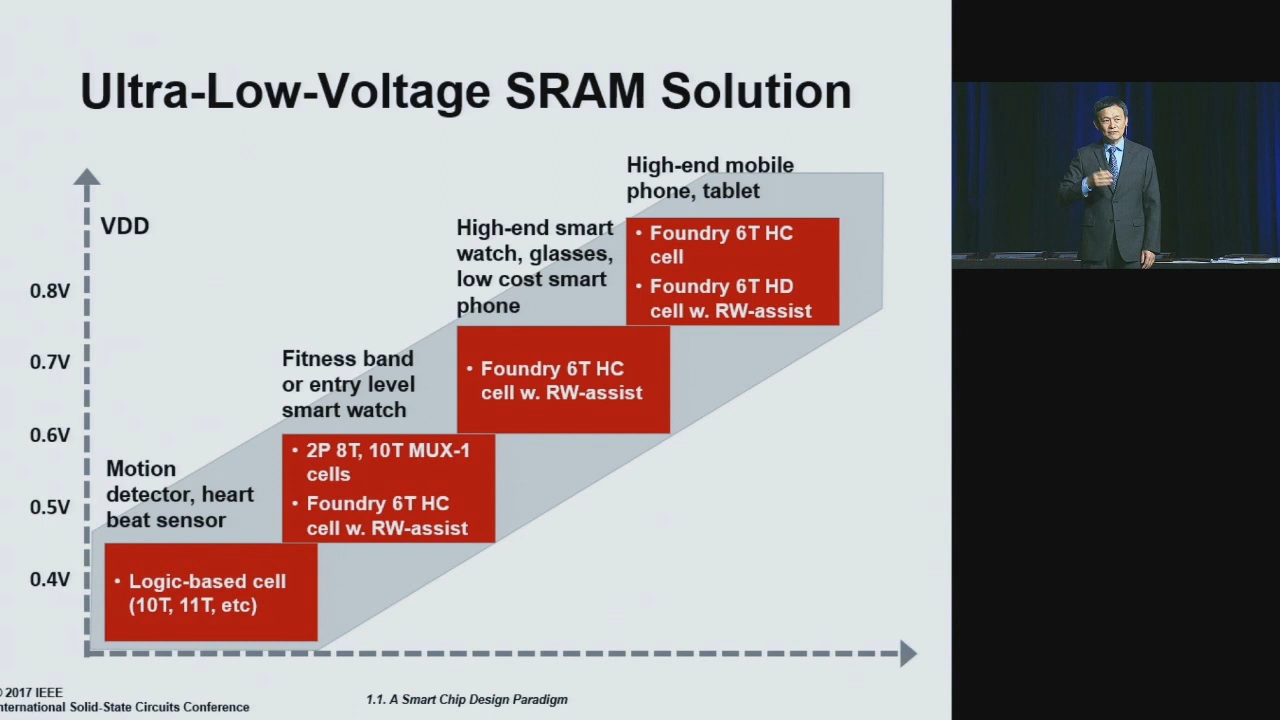 Ultra-Low-Voltage SRAM Solution
VDD
0.8V
0.7V
0.6V
0.5V
0.4V
High-end mobile
phone, tablet
• Foundry 6T HC
cell
• Foundry 6T HD
cell w. RW-assist
High-end smart
watch, glasses,
low cost smart
phone
• Foundry 6T HC
cell w. RW-assist
Fitness band
or entry level
smart watch
• 2P 8T, 10T MUX-1
cells
• Foundry 6T HC
cell w. RW-assist
Motion
detector, heart
beat sensor
• Logic-based cell
(10T, 11T, etc)
© 2017 IEEE
nternational Solid-State Circuits Conference
1.1. A Smart Chip Design Paradigm